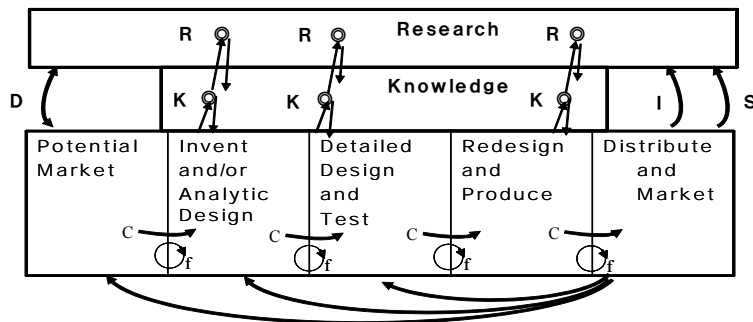 R R Research R
Knowledge
D K K K I S
Potential Invent Detailed Redesign Distribute
Market and/or Design and and
Analytic and Produce Market
Design Test
C C C C
f f f f